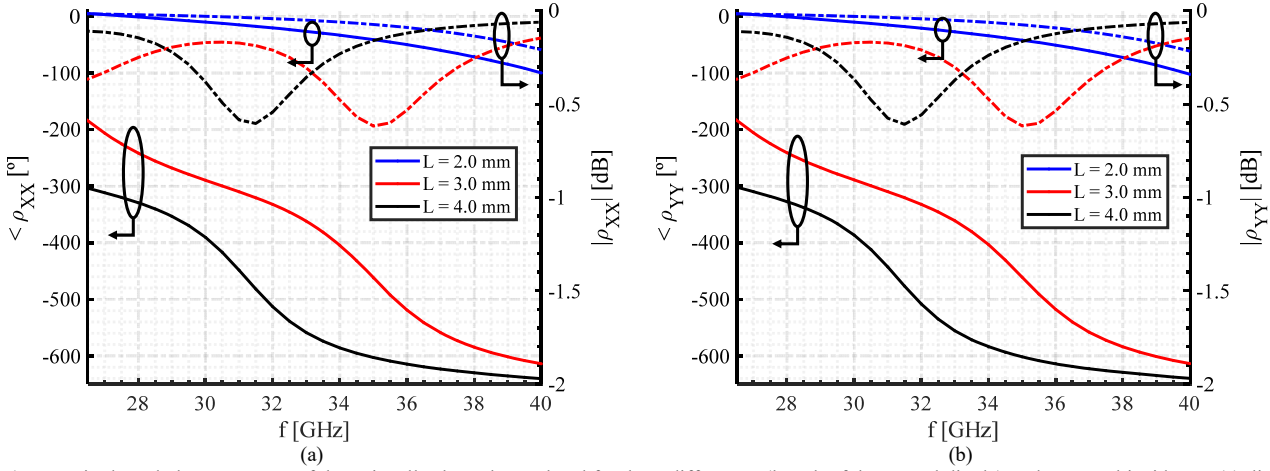 0
-100
-200
-300
-400
-500
-600
< ρXX [º]
0
-0.5
-1
-1.5
-2
|ρXX| [dB]
L = 2.0 mm
L = 3.0 mm
L = 4.0 mm
28 30 32 34 36 38 40
f [GHz]
(a)
0
-100
-200
-300
-400
-500
-600
< ρYY [º]
0
-0.5
-1
-1.5
-2
|ρYY| [dB]
L = 2.0 mm
L = 3.0 mm
L = 4.0 mm
28 30 32 34 36 38 40
f [GHz]
(b)